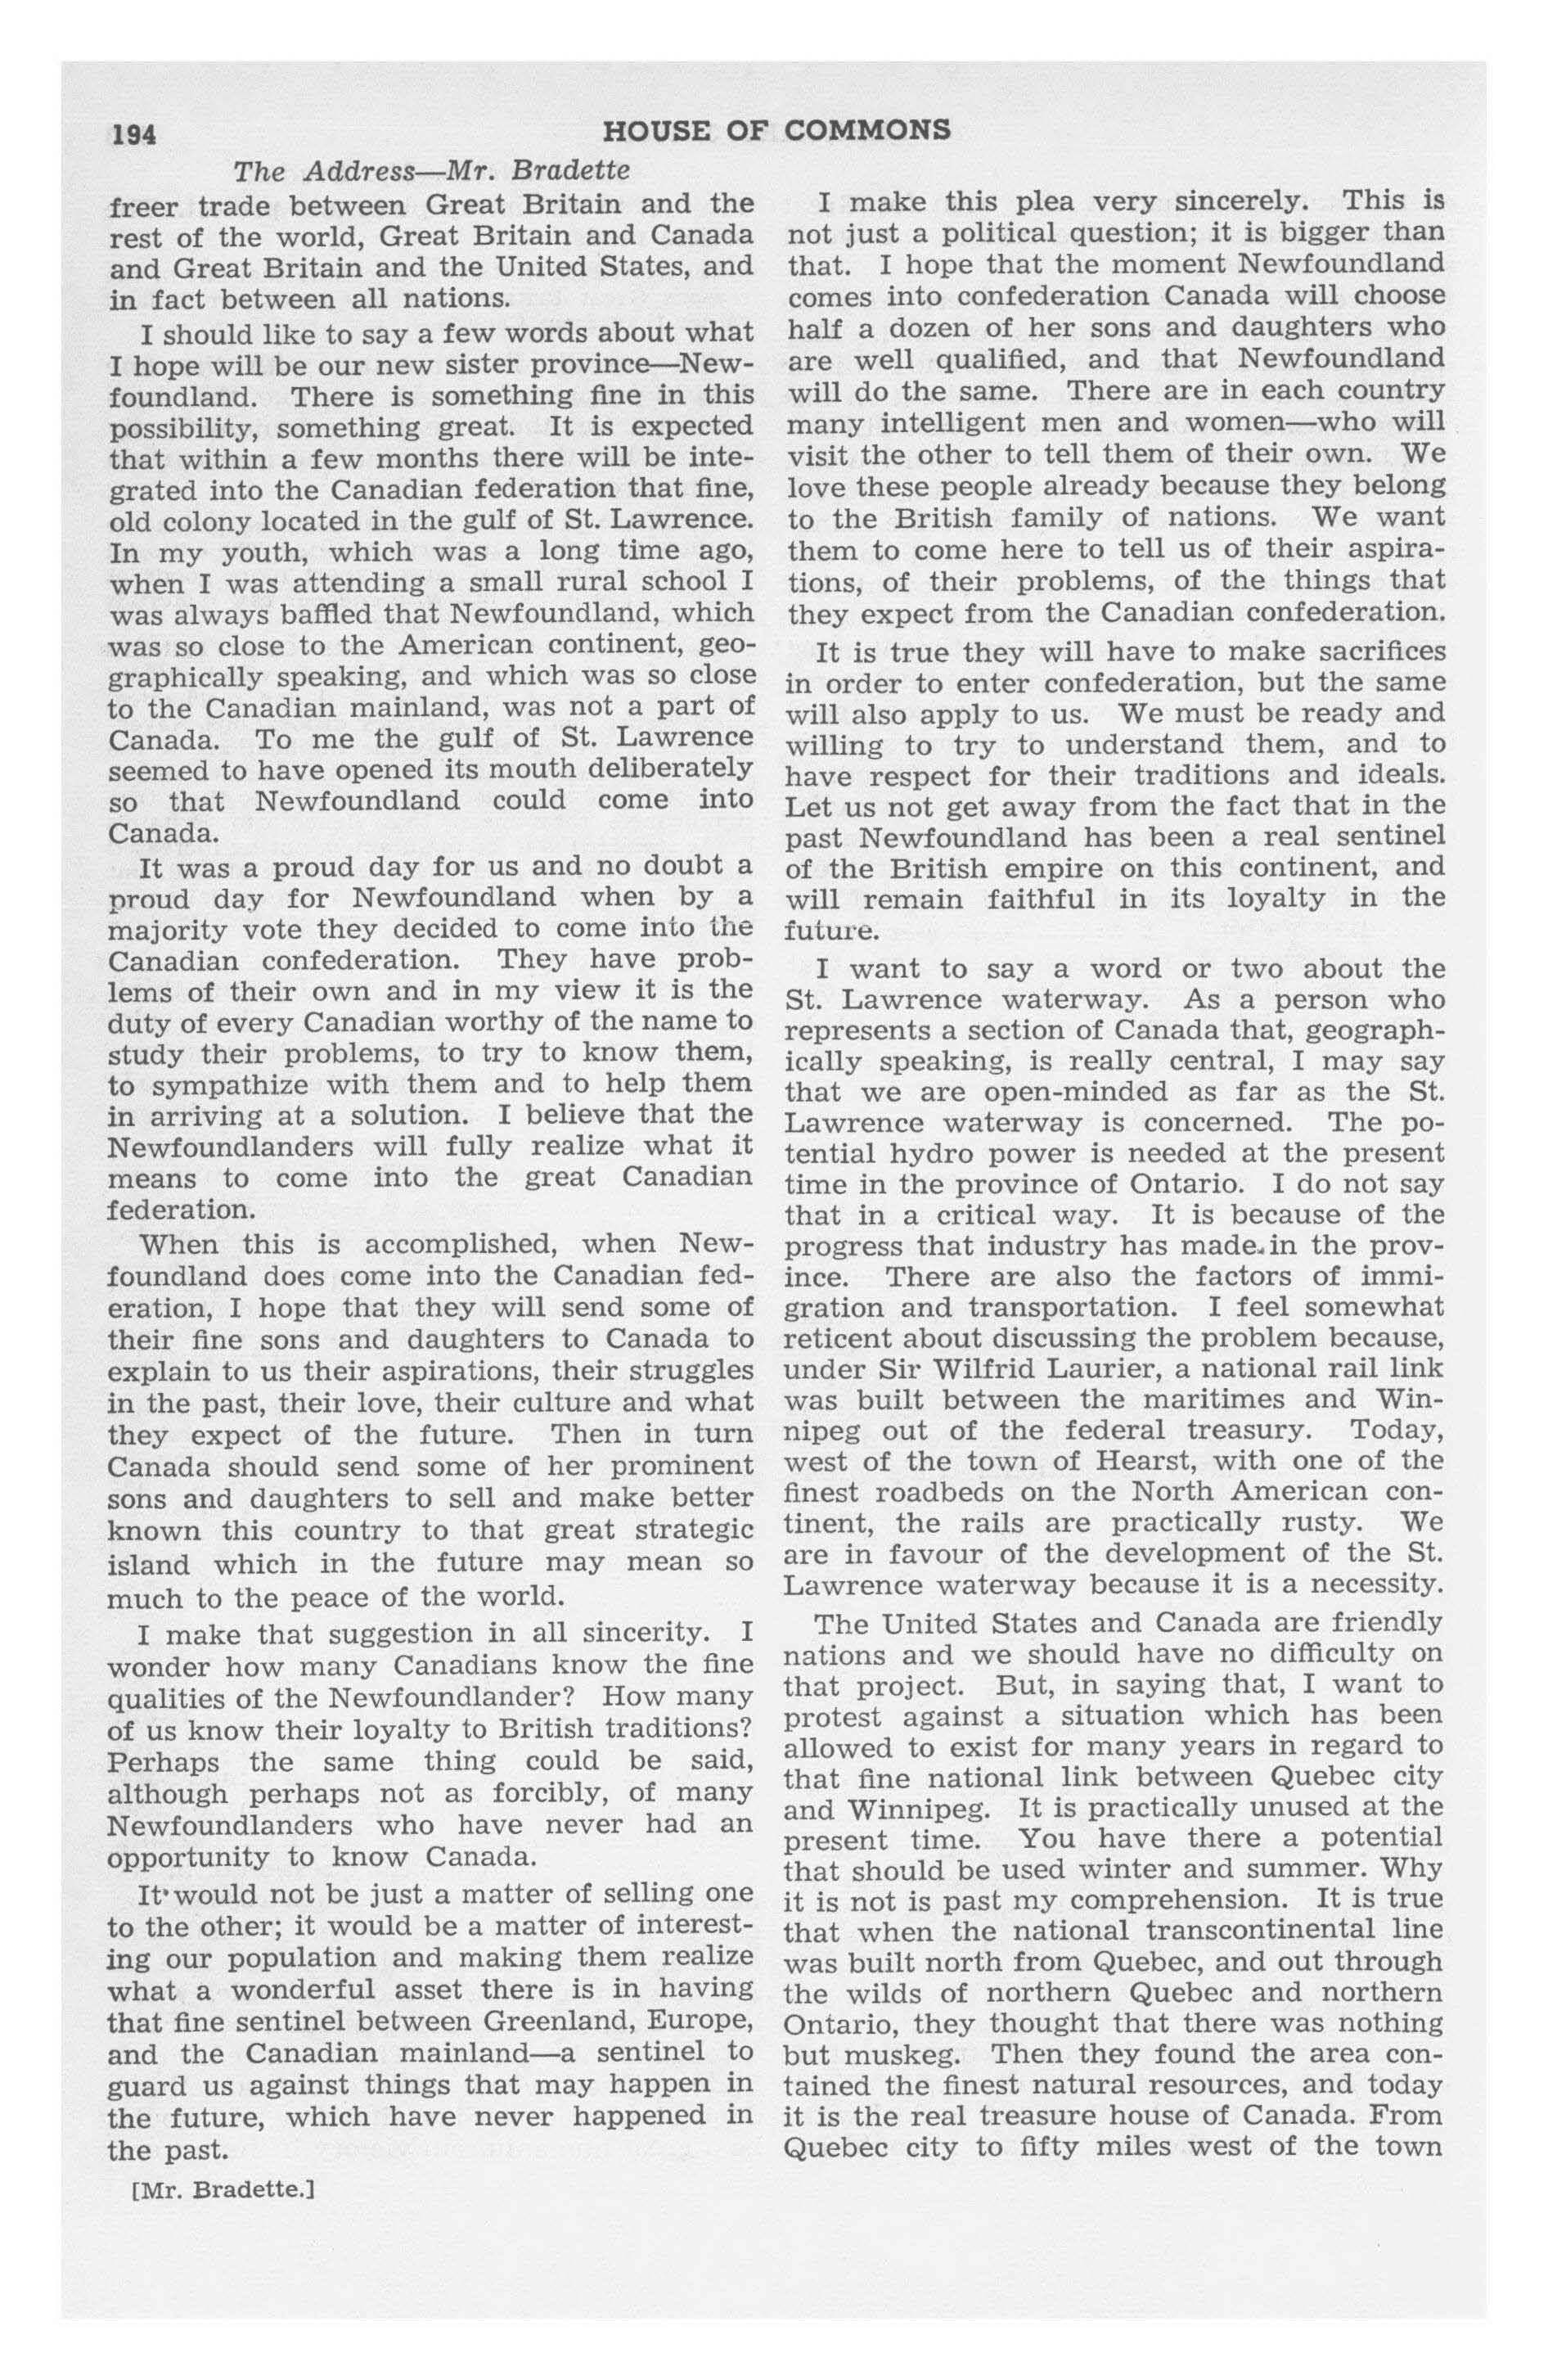 194
HOUSE OF COMMONS
The Address—Mr. Bradette
freer trade between Great Britain and the
rest of the world, Great Britain and Canada
and Great Britain and the United States, and
in fact between all nations.
I should like to say a few words about what
I hope will be our new sister province—New-
foundland. There is something fine in this
possibility, something great. It is expected
that within a few months there will be inte-
grated into the Canadian federation that fine,
old colony located in the gulf of St. Lawrence.
In my youth, which was a long time ago,
when I was attending a small rural school I
was always baffled that Newfoundland, which
was so close to the American continent, geo-
graphically speaking, and which was so close
to the Canadian mainland, was not a part of
Canada. To me the gulf of St. Lawrence
seemed to have opened its mouth deliberately
so that Newfoundland could come into
Canada.
It was a proud day for us and no doubt a
proud day for Newfoundland when by a
majority vote they decided to come into the
Canadian confederation. They have prob-
lems of their own and in my view it is the
duty of every Canadian worthy of the name to
study their problems, to try to know them,
to sympathize with them and to help them
in arriving at a solution. I believe that the
Newfoundlanders will fully realize what it
means to come into the great Canadian
federation.
When this is accomplished, when New-
foundland does come into the Canadian fed-
eration, I hope that they will send some of
their fine sons and daughters to Canada to
explain to us their aspirations, their struggles
in the past, their love, their culture and what
they expect of the future. Then in turn
Canada should send some of her prominent
sons and daughters to sell and make better
known this country to that great strategic
island which in the future may mean so
much to the peace of the world.
I make that suggestion in all sincerity. I
wonder how many Canadians know the fine
qualities of the Newfoundlander? How many
of us know their loyalty to British traditions?
Perhaps the same thing could be said,
although perhaps not as forcibly, of many
Newfoundlanders who have never had an
opportunity to know Canada.
It would not be just a matter of selling one
to the other; it would be a matter of interest-
ing our population and making them realize
what a wonderful asset there is in having
that fine sentinel between Greenland, Europe,
and the Canadian mainland—a sentinel to
guard us against things that may happen in
the future, which have never happened in
the past.
[Mr. Bradette.]
I make this plea very sincerely. This is
not just a political question; it is bigger than
that. I hope that the moment Newfoundland
comes into confederation Canada will choose
half a dozen of her sons and daughters who
are well qualified, and that Newfoundland
will do the same. There are in each country
many intelligent men and women—who will
visit the other to tell them of their own. We
love these people already because they belong
to the British family of nations. We want
them to come here to tell us of their aspira-
tions, of their problems, of the things that
they expect from the Canadian confederation.
It is true they will have to make sacrifices
in order to enter confederation, but the same
will also apply to us. We must be ready and
willing to try to understand them, and to
have respect for their traditions and ideals.
Let us not get away from the fact that in the
past Newfoundland has been a real sentinel
of the British empire on this continent, and
will remain faithful in its loyalty in the
future.
I want to say a word or two about the
St. Lawrence waterway. As a person who
represents a section of Canada that, geograph-
ically speaking, is really central, I may say
that we are open-minded as far as the St.
Lawrence waterway is concerned. The po-
tential hydro power is needed at the present
time in the province of Ontario. I do not say
that in a critical way. It is because of the
progress that industry has made in the prov-
ince. There are also the factors of immi-
gration and transportation. I feel somewhat
reticent about discussing the problem because,
under Sir Wilfrid Laurier, a national rail link
was built between the maritimes and Win-
nipeg out of the federal treasury. Today,
west of the town of Hearst, with one of the
finest roadbeds on the North American con-
tinent, the rails are practically rusty. We
are in favour of the development of the St.
Lawrence waterway because it is a necessity.
The United States and Canada are friendly
nations and we should have no difficulty on
that project. But, in saying that, I want to
protest against a situation which has been
allowed to exist for many years in regard to
that fine national link between Quebec city
and Winnipeg. It is practically unused at the
present time. You have there a potential
that should be used winter and summer. Why
it is not is past my comprehension. It is true
that when the national transcontinental line
was built north from Quebec, and out through
the wilds of northern Quebec and northern
Ontario, they thought that there was nothing
but muskeg. Then they found the area con-
tained the finest natural resources, and today
it is the real treasure house of Canada. From
Quebec city to fifty miles west of the town